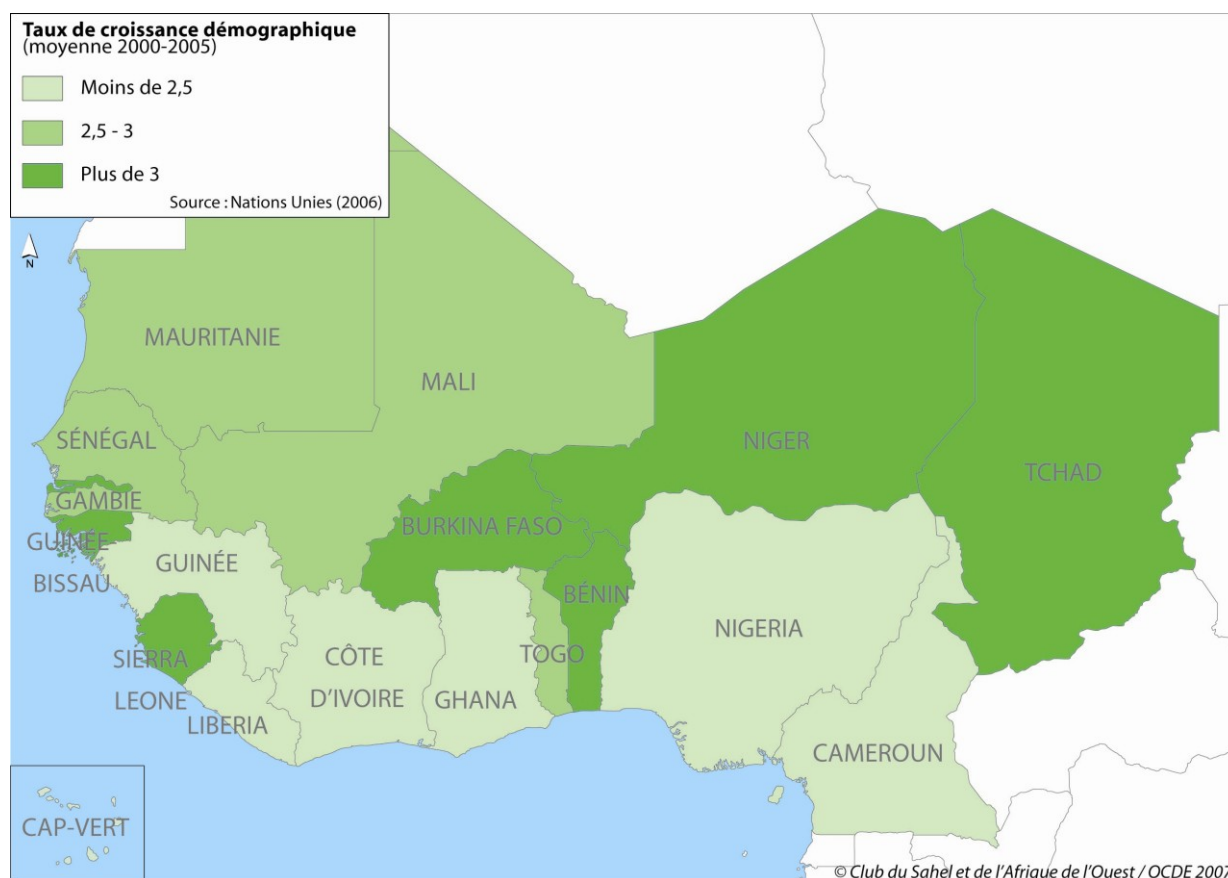 Taux de croissance démographique
(moyenne 2000-2005)
Moins de 2,5
2,5 - 3
Plus de 3
Source : Nations Unies (2006)
N
MAURITANIE
MALI
NIGER
TCHAD
SÉNÉGAL
GAMBIE
BURKINA FASO
GUINÉE
BISSAU
GUINÉE
BÉNIN
NIGERIA
SIERRA
LEONE
CÔTE
D'IVOIRE
TOGO
GHANA
LIBERIA
CAMEROUN
CAP-VERT
© Club du Sahel et de l'Afrique de l'Ouest / OCDE 2007